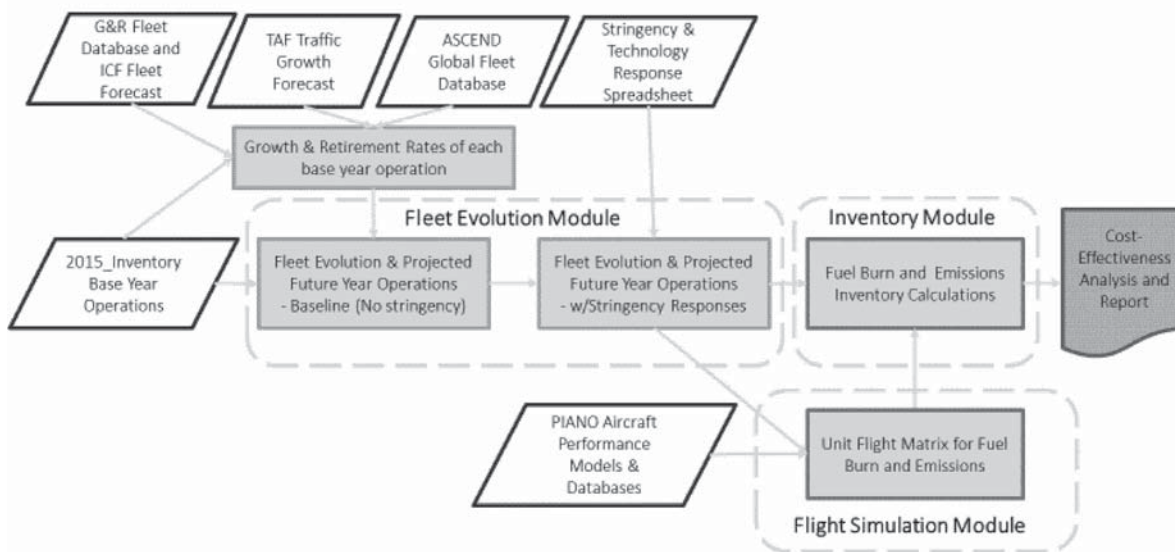 G&R Fleet
Database and
ICF Fleet
Forecast
TAF Traffic
Growth
Forecast
ASCEND
Global Fleet
Database
Stringency &
Technology
Response
Spreadsheet
Growth & Retirement Rates of each
base year operation
Fleet Evolution Module
Inventory Module
2015_Inventory
Base Year
Operations
Fleet Evolution & Projected
Future Year Operations
- Baseline (No stringency)
Fleet Evolution & Projected
Future Year Operations
- w/Stringency Responses
Fuel Burn and Emissions
Inventory Calculations
Cost-
Effectiveness
Analysis and
Report
PIANO Aircraft
Performance
Models &
Databases
Unit Flight Matrix for Fuel
Burn and Emissions
Flight Simulation Module